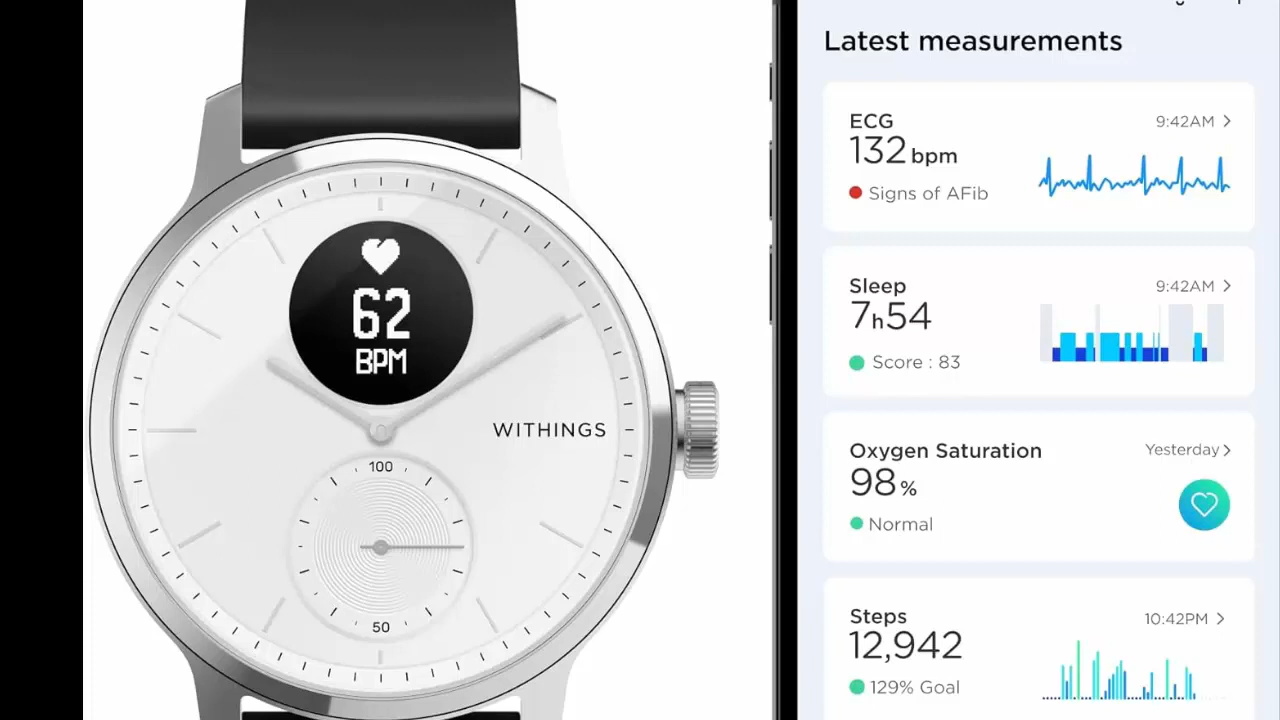 62
BPM
WITHINGS
100
50
Latest measurements
ECG
9:42AM
132 bpm
Signs of AFib
Sleep
9:42AM
7h54
Score : 83
Oxygen Saturation
Yesterday
98 %
Normal
Steps
10:42PM
12,942
129% Goal